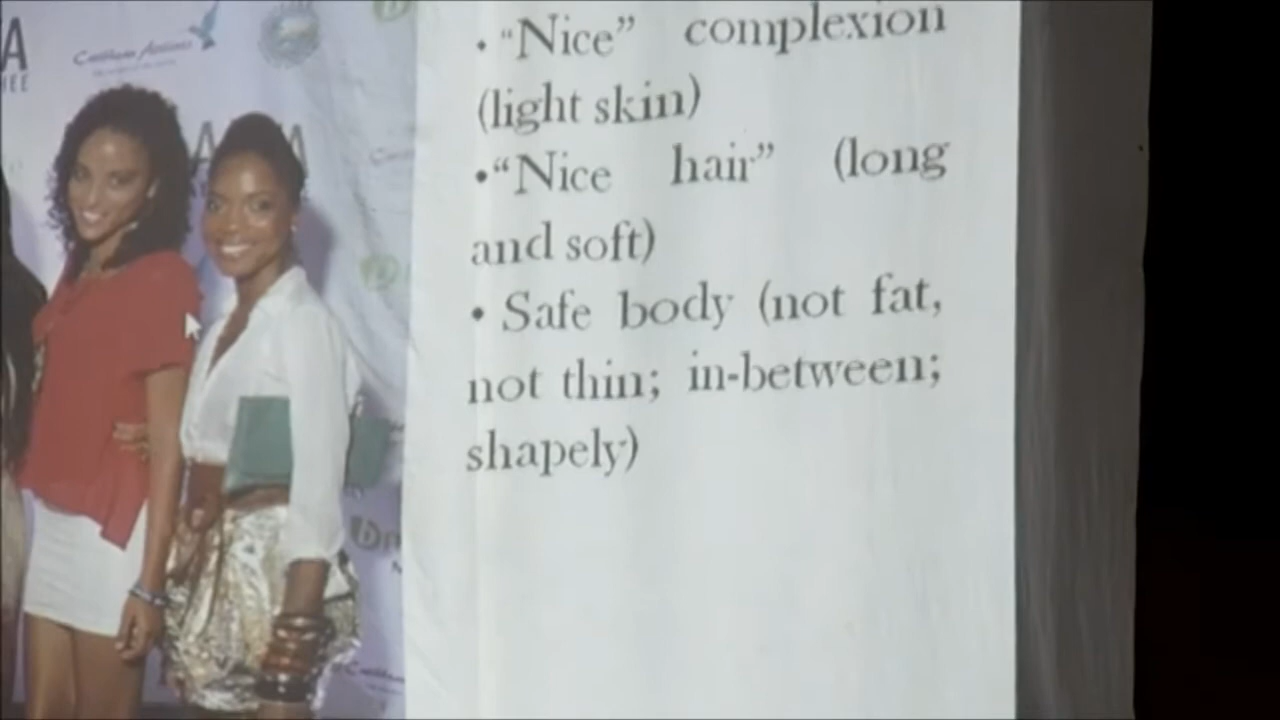 • “Nice” complexion
(light skin)
•“Nice hair” (long
and soft)
• Safe body (not fat,
not thin; in-between;
shapely)